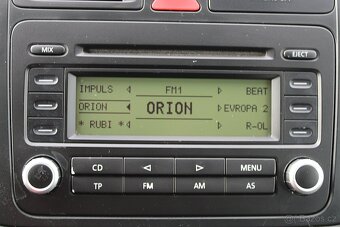 MIX
EJECT
IMPULS FM1 BEAT
ORION ORION EVROPA 2
* RUBI * R-OL
CD MENU
TP FM AM AS